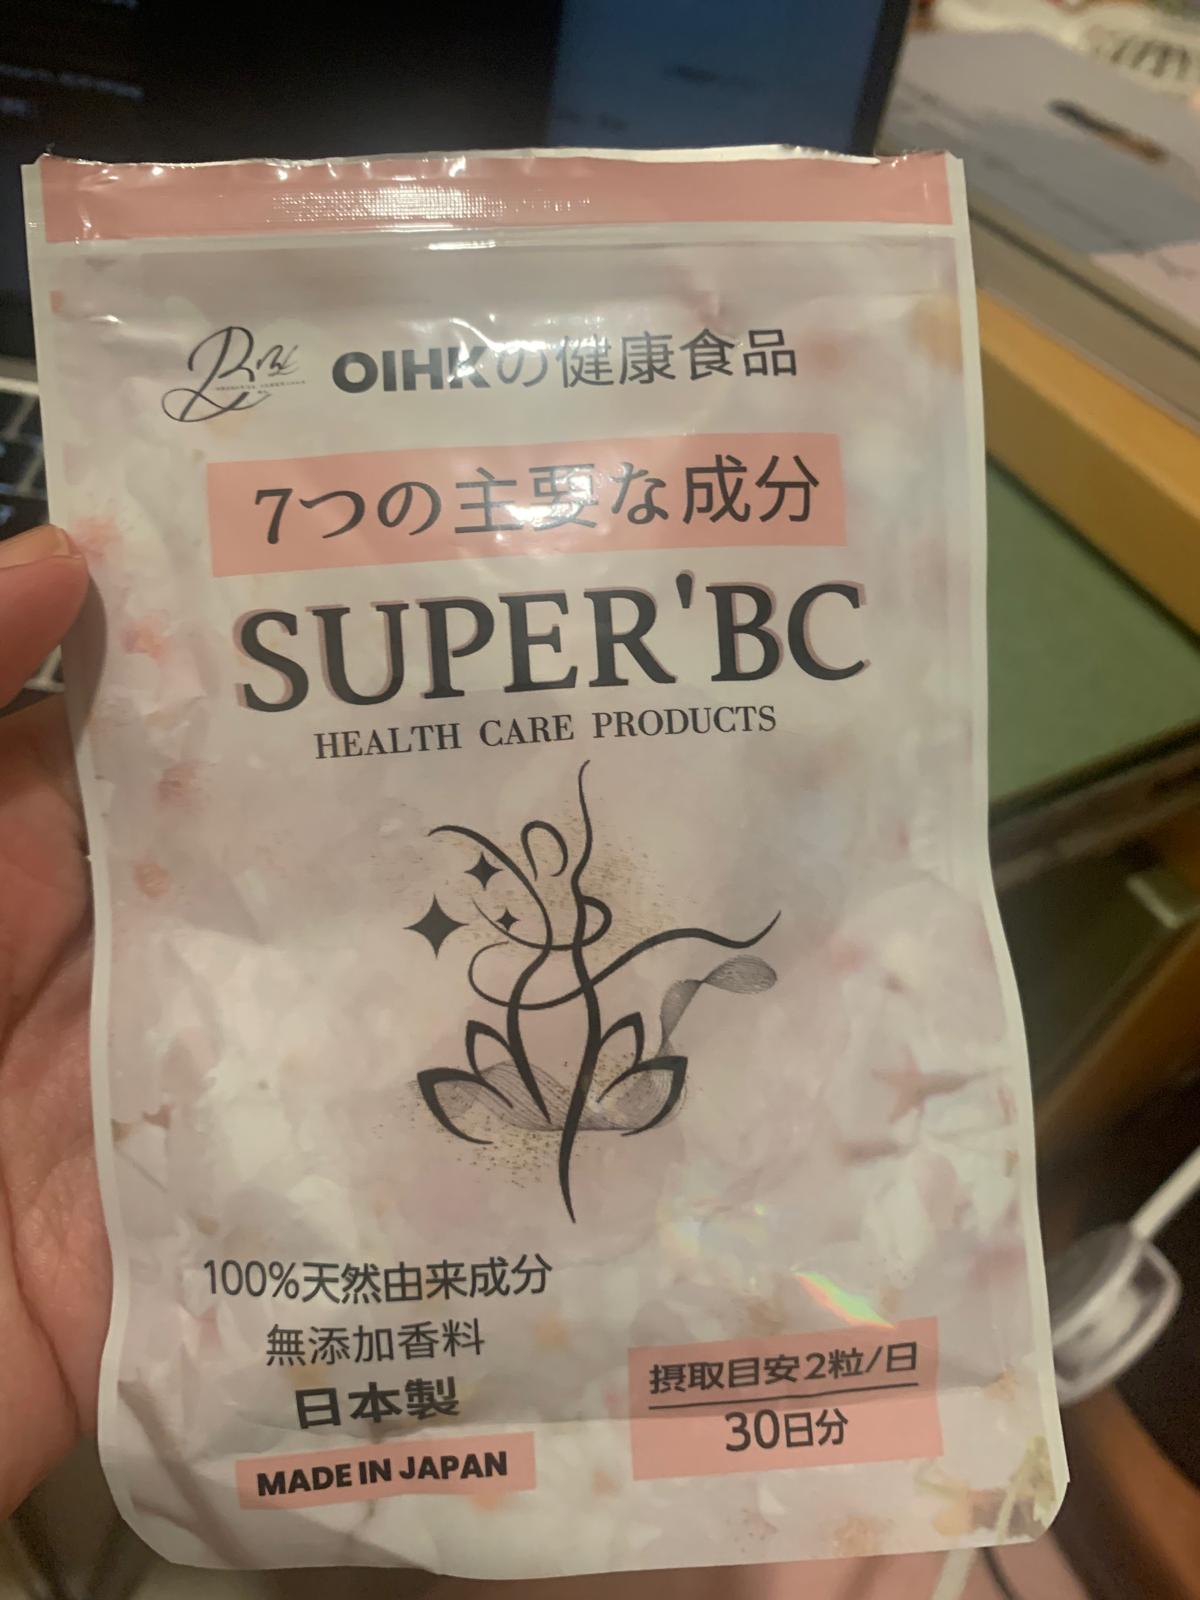 OIHKの健康食品
7つの主要な成分
SUPER'BC
HEALTH CARE PRODUCTS
100%天然由来成分
無添加香料
日本製
MADE IN JAPAN
摂取目安2粒/日
30日分